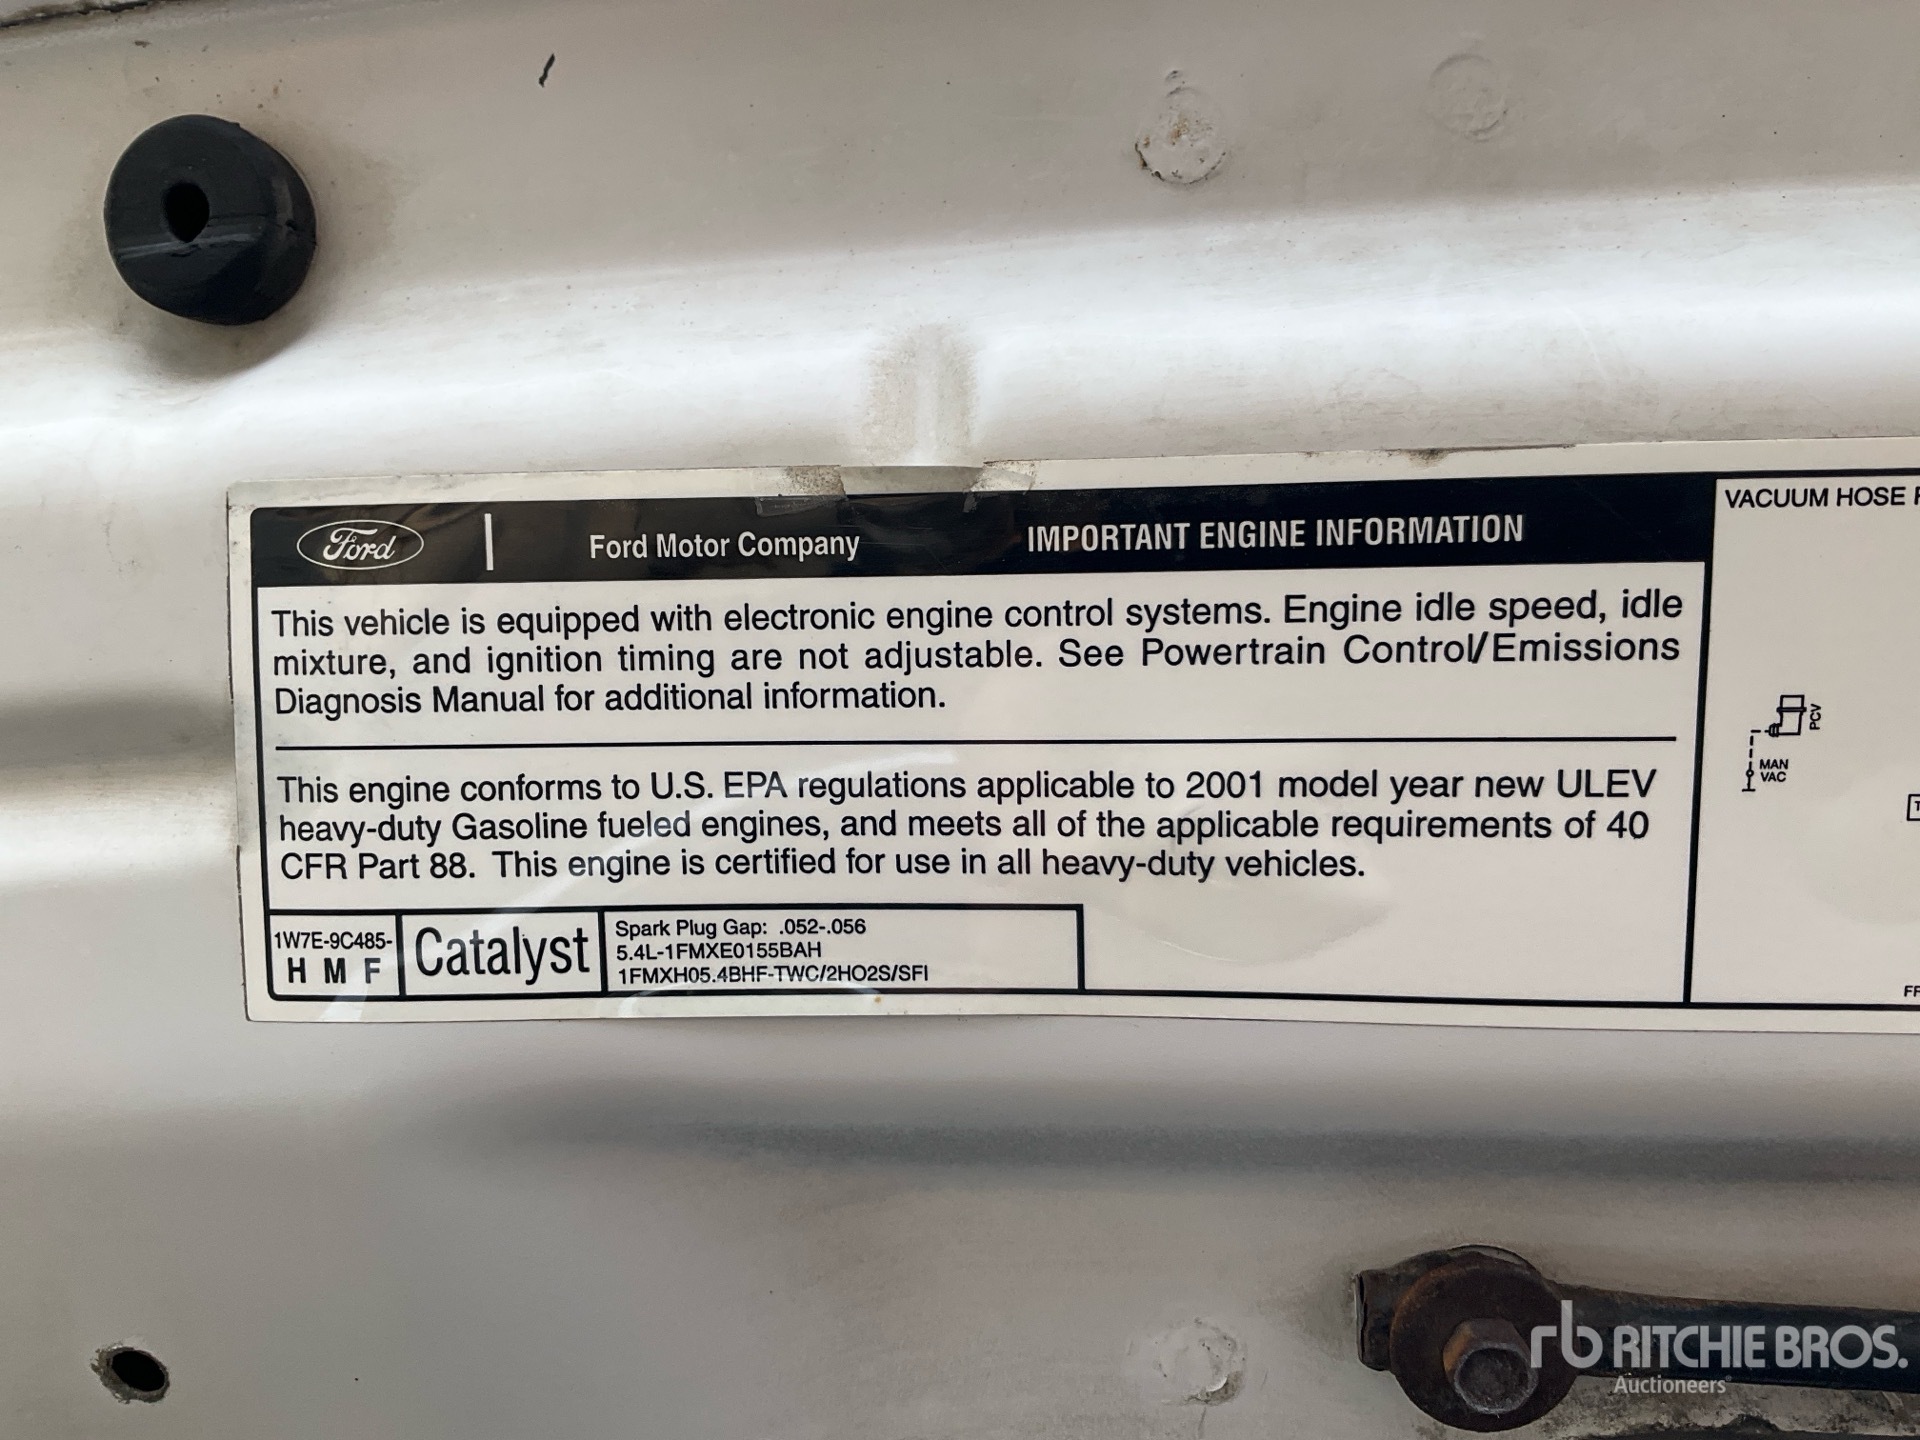 Ford
Ford Motor Company
IMPORTANT ENGINE INFORMATION
This vehicle is equipped with electronic engine control systems. Engine idle speed, idle
mixture, and ignition timing are not adjustable. See Powertrain Control/Emissions
Diagnosis Manual for additional information.
This engine conforms to U.S. EPA regulations applicable to 2001 model year new ULEV
heavy-duty Gasoline fueled engines, and meets all of the applicable requirements of 40
CFR Part 88. This engine is certified for use in all heavy-duty vehicles.
1W7E-9C485-
H M F
Catalyst
Spark Plug Gap: .052-.056
5.4L-1FMXE0155BAH
1FMXH05.4BHF-TWC/2HO2S/SFI
VACUUM HOSE
PCV
MAN
VAC
rb RITCHIE BROS.
Auctioneers